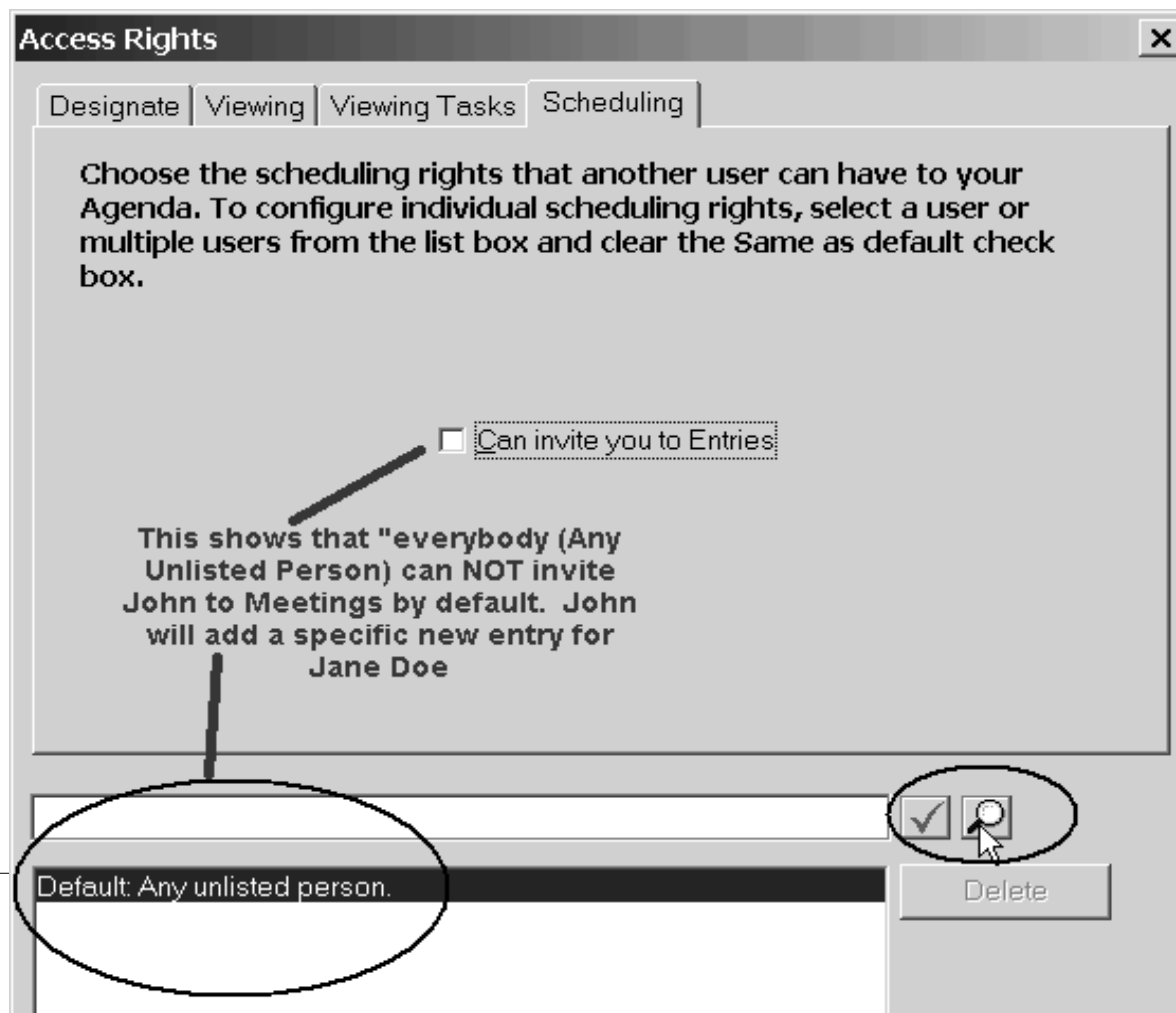 Access Rights
Designate
Viewing
Viewing Tasks
Scheduling
Choose the scheduling rights that another user can have to your
Agenda. To configure individual scheduling rights, select a user or
multiple users from the list box and clear the Same as default check
box.
Can invite you to Entries
This shows that "everybody (Any
Unlisted Person) can NOT invite
John to Meetings by default. John
will add a specific new entry for
Jane Doe
Default: Any unlisted person.
Delete